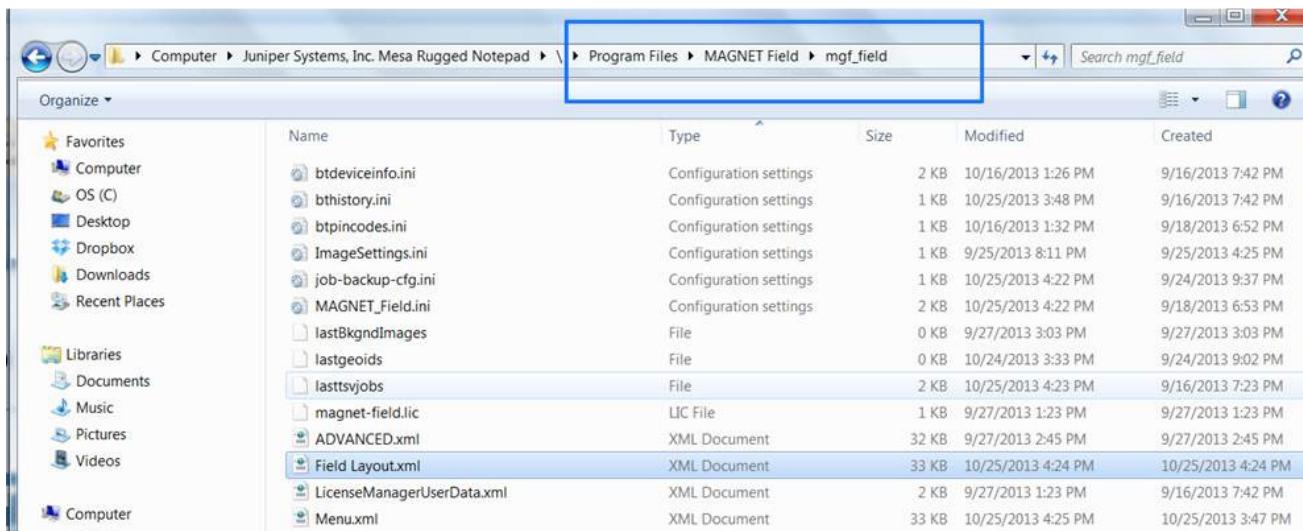 Computer ▸ Juniper Systems, Inc. Mesa Rugged Notepad ▸ \ ▸ Program Files ▸ MAGNET Field ▸ mgf_field Search mgf_field
Organize
Favorites
Computer
OS (C)
Desktop
Dropbox
Downloads
Recent Places
Libraries
Documents
Music
Pictures
Videos
Computer
Name Type Size Modified Created
btdeviceinfo.ini Configuration settings 2 KB 10/16/2013 1:26 PM 9/16/2013 7:42 PM
bthistory.ini Configuration settings 1 KB 10/25/2013 3:48 PM 9/16/2013 7:42 PM
btpincodes.ini Configuration settings 1 KB 10/16/2013 1:32 PM 9/18/2013 6:52 PM
ImageSettings.ini Configuration settings 1 KB 9/25/2013 8:11 PM 9/25/2013 4:25 PM
job-backup-cfg.ini Configuration settings 1 KB 10/25/2013 4:22 PM 9/24/2013 9:37 PM
MAGNET_Field.ini Configuration settings 2 KB 10/25/2013 4:22 PM 9/18/2013 6:53 PM
lastBkgndImages File 0 KB 9/27/2013 3:03 PM 9/27/2013 3:03 PM
lastgeoids File 0 KB 10/24/2013 3:33 PM 9/24/2013 9:02 PM
lasttsvjobs File 2 KB 10/25/2013 4:23 PM 9/16/2013 7:23 PM
magnet-field.lic LIC File 1 KB 9/27/2013 1:23 PM 9/27/2013 1:23 PM
ADVANCED.xml XML Document 32 KB 9/27/2013 2:45 PM 9/27/2013 2:45 PM
Field Layout.xml XML Document 33 KB 10/25/2013 4:24 PM 10/25/2013 4:24 PM
LicenseManagerUserData.xml XML Document 2 KB 9/27/2013 1:23 PM 9/16/2013 7:42 PM
Menu.xml XML Document 33 KB 10/25/2013 4:25 PM 10/25/2013 3:47 PM